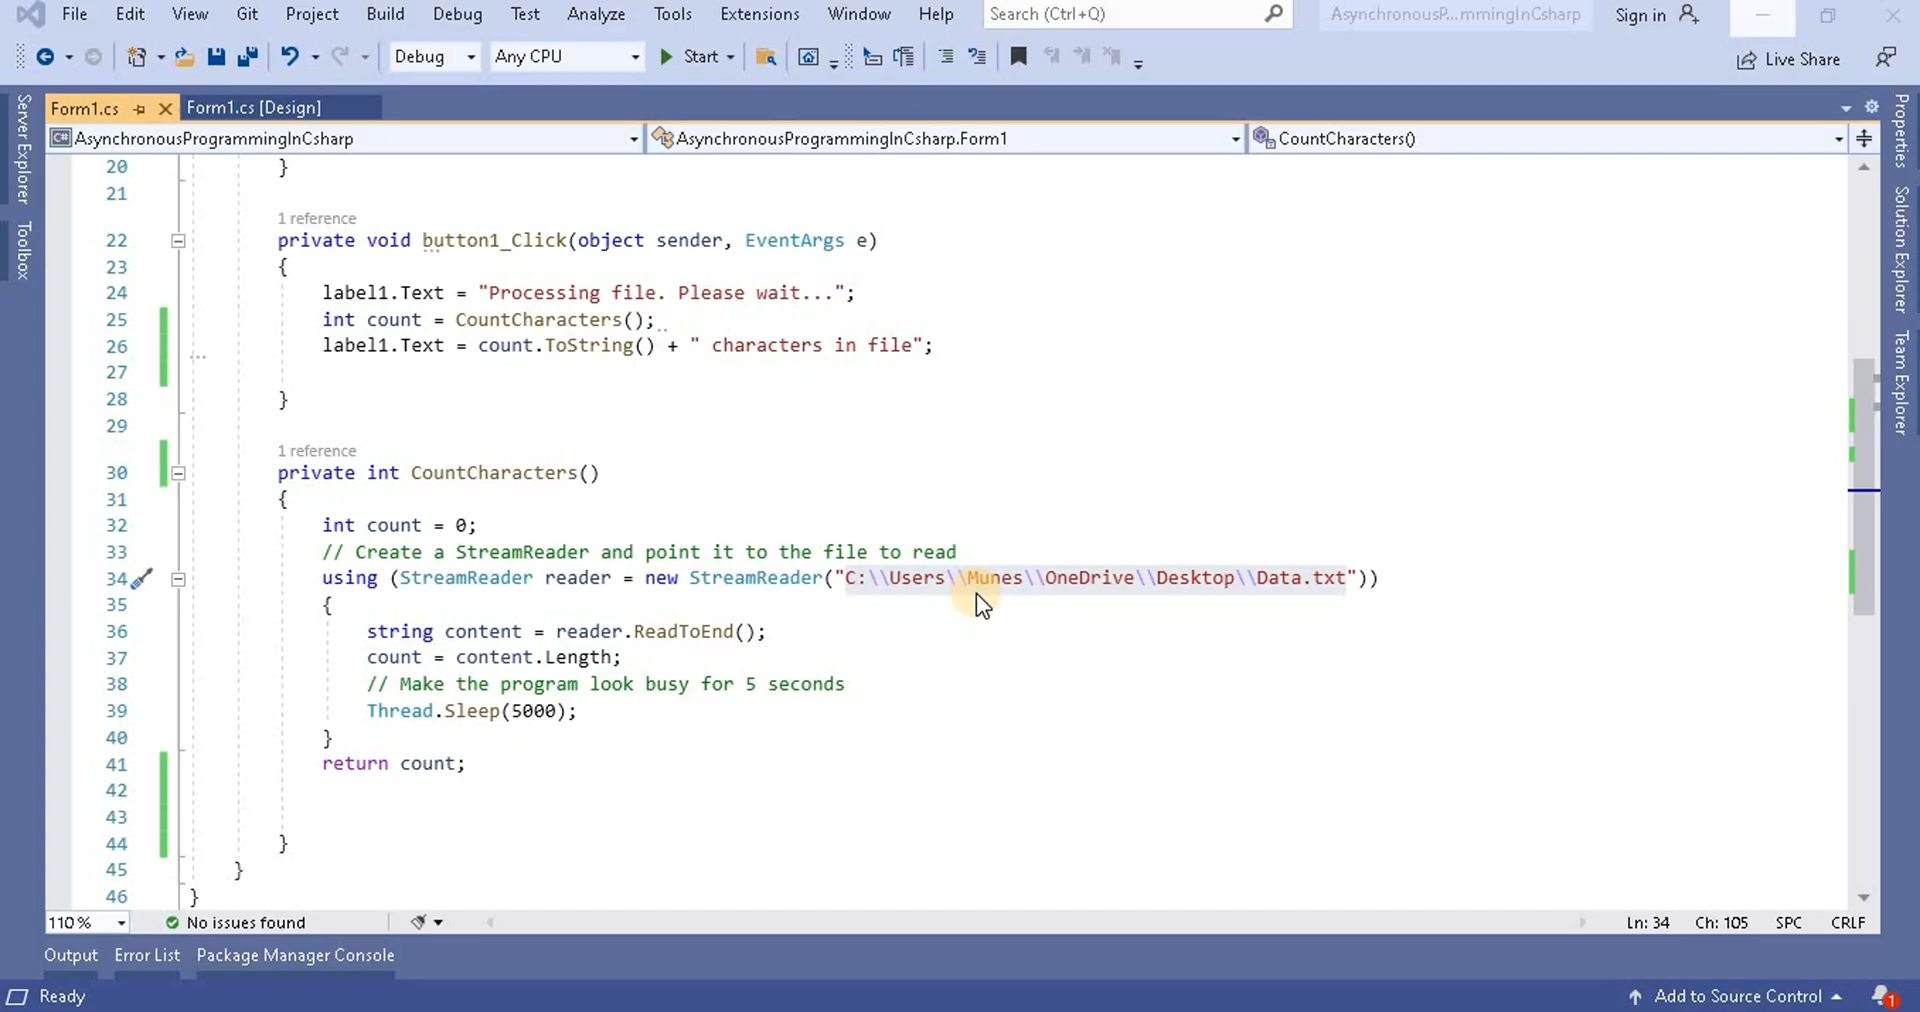 File Edit View Git Project Build Debug Test Analyze Tools Extensions Window Help Search (Ctrl+Q) AsynchronousP...mmingInCsharp Sign in
Debug Any CPU Start Live Share
Form1.cs Form1.cs [Design]
AsynchronousProgrammingInCsharp AsynchronousProgrammingInCsharp.Form1 CountCharacters()
Server Explorer
Toolbox
20 }
21
1 reference
22 private void button1_Click(object sender, EventArgs e)
23 {
24 label1.Text = "Processing file. Please wait...";
25 int count = CountCharacters();
26 label1.Text = count.ToString() + " characters in file";
27
28 }
29
1 reference
30 private int CountCharacters()
31 {
32 int count = 0;
33 // Create a StreamReader and point it to the file to read
34 using (StreamReader reader = new StreamReader("C:\\Users\\Munes\\OneDrive\\Desktop\\Data.txt"))
35 {
36 string content = reader.ReadToEnd();
37 count = content.Length;
38 // Make the program look busy for 5 seconds
39 Thread.Sleep(5000);
40 }
41 return count;
42
43
44 }
45 }
46 }
Properties
Solution Explorer
Team Explorer
110 % No issues found Ln: 34 Ch: 105 SPC CRLF
Output Error List Package Manager Console
Ready Add to Source Control 1